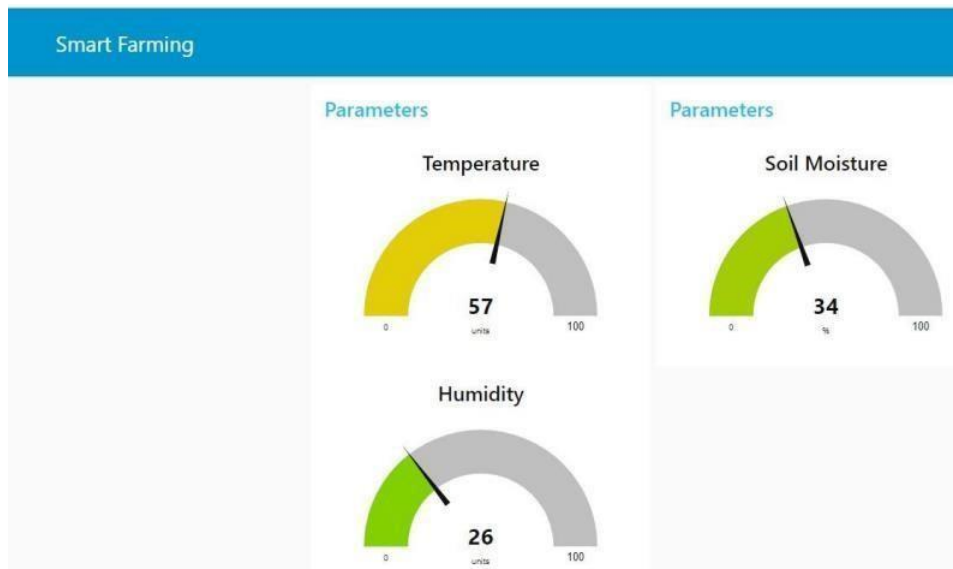 Smart Farming
Parameters
Temperature
57
units
0
100
Humidity
26
units
0
100
Parameters
Soil Moisture
34
%
0
100